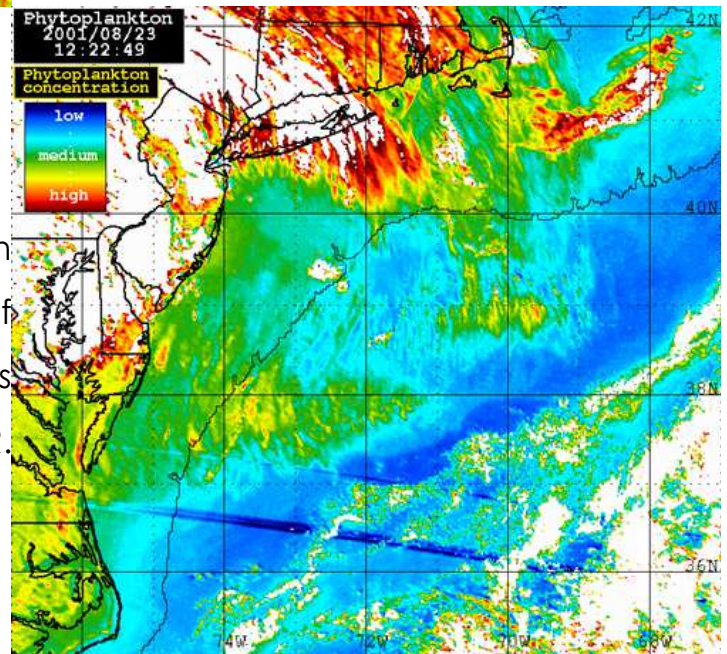 Phytoplankton
2001/08/23
12:22:49
Phytoplankton
concentration
low
medium
high
42N
40N
38N
36N
74W
72W
70W
68W
f
s
.